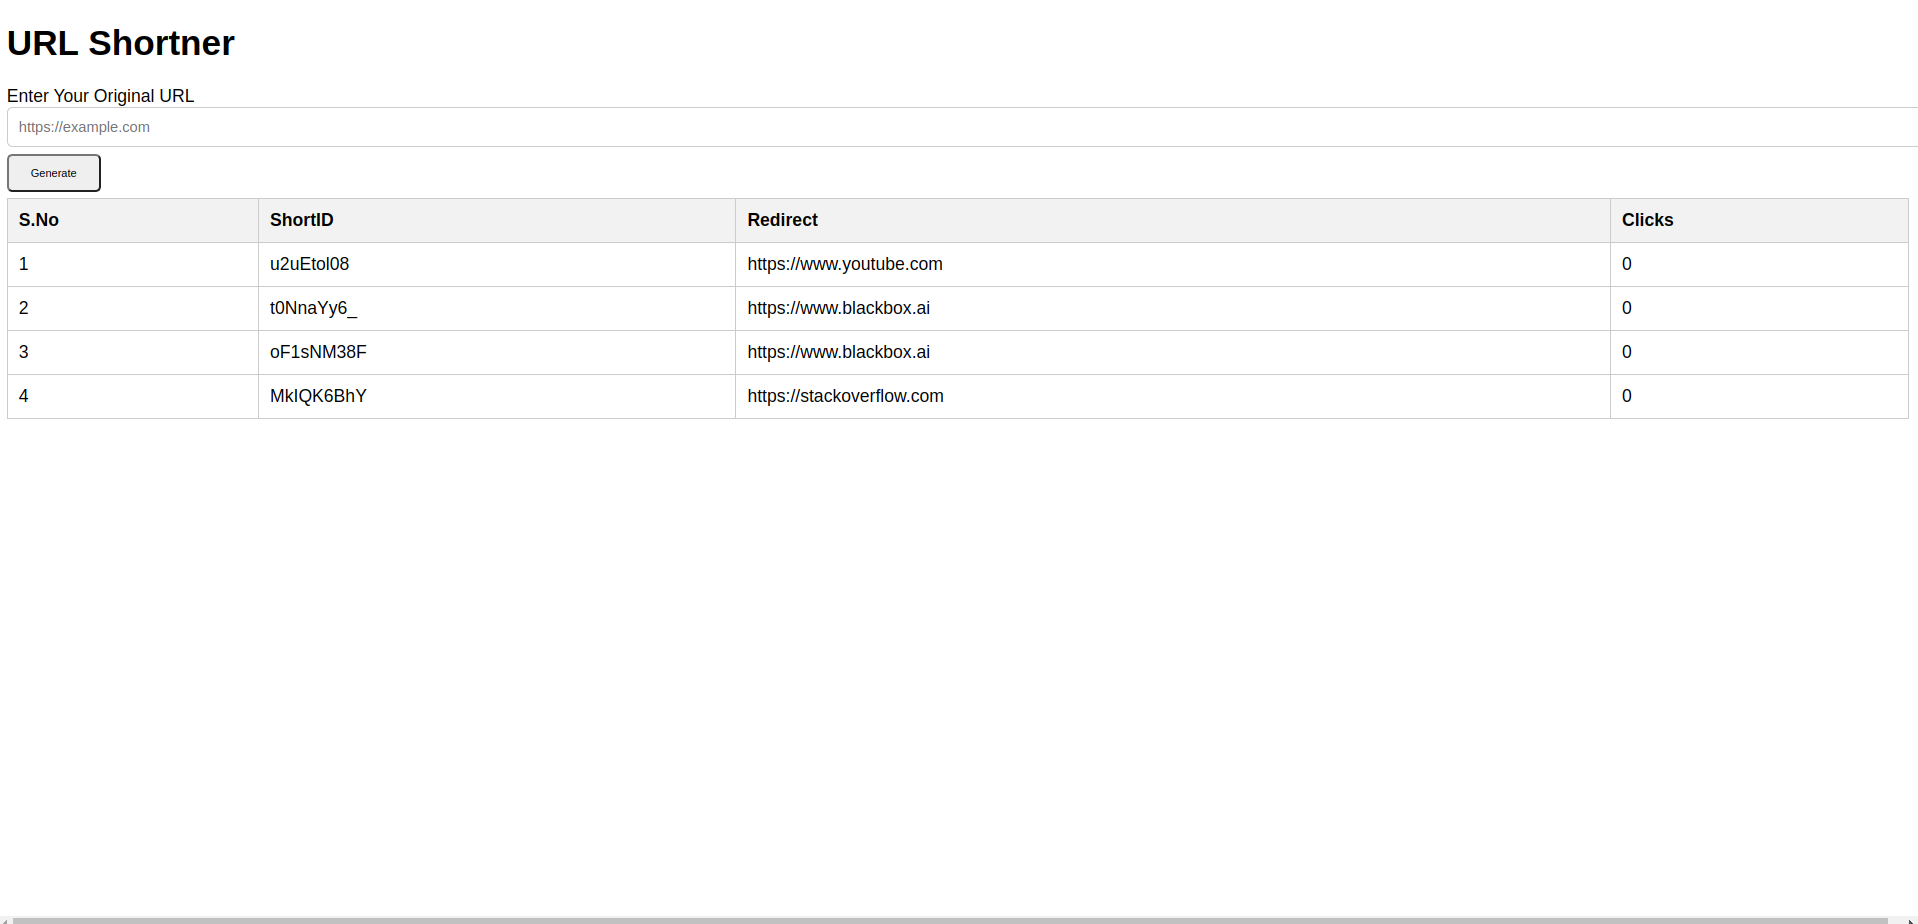 URL Shortner
Enter Your Original URL
https://example.com
Generate
S.No ShortID Redirect Clicks
1 u2uEtol08 https://www.youtube.com 0
2 t0NnaYy6_ https://www.blackbox.ai 0
3 oF1sNM38F https://www.blackbox.ai 0
4 MkIQK6BhY https://stackoverflow.com 0